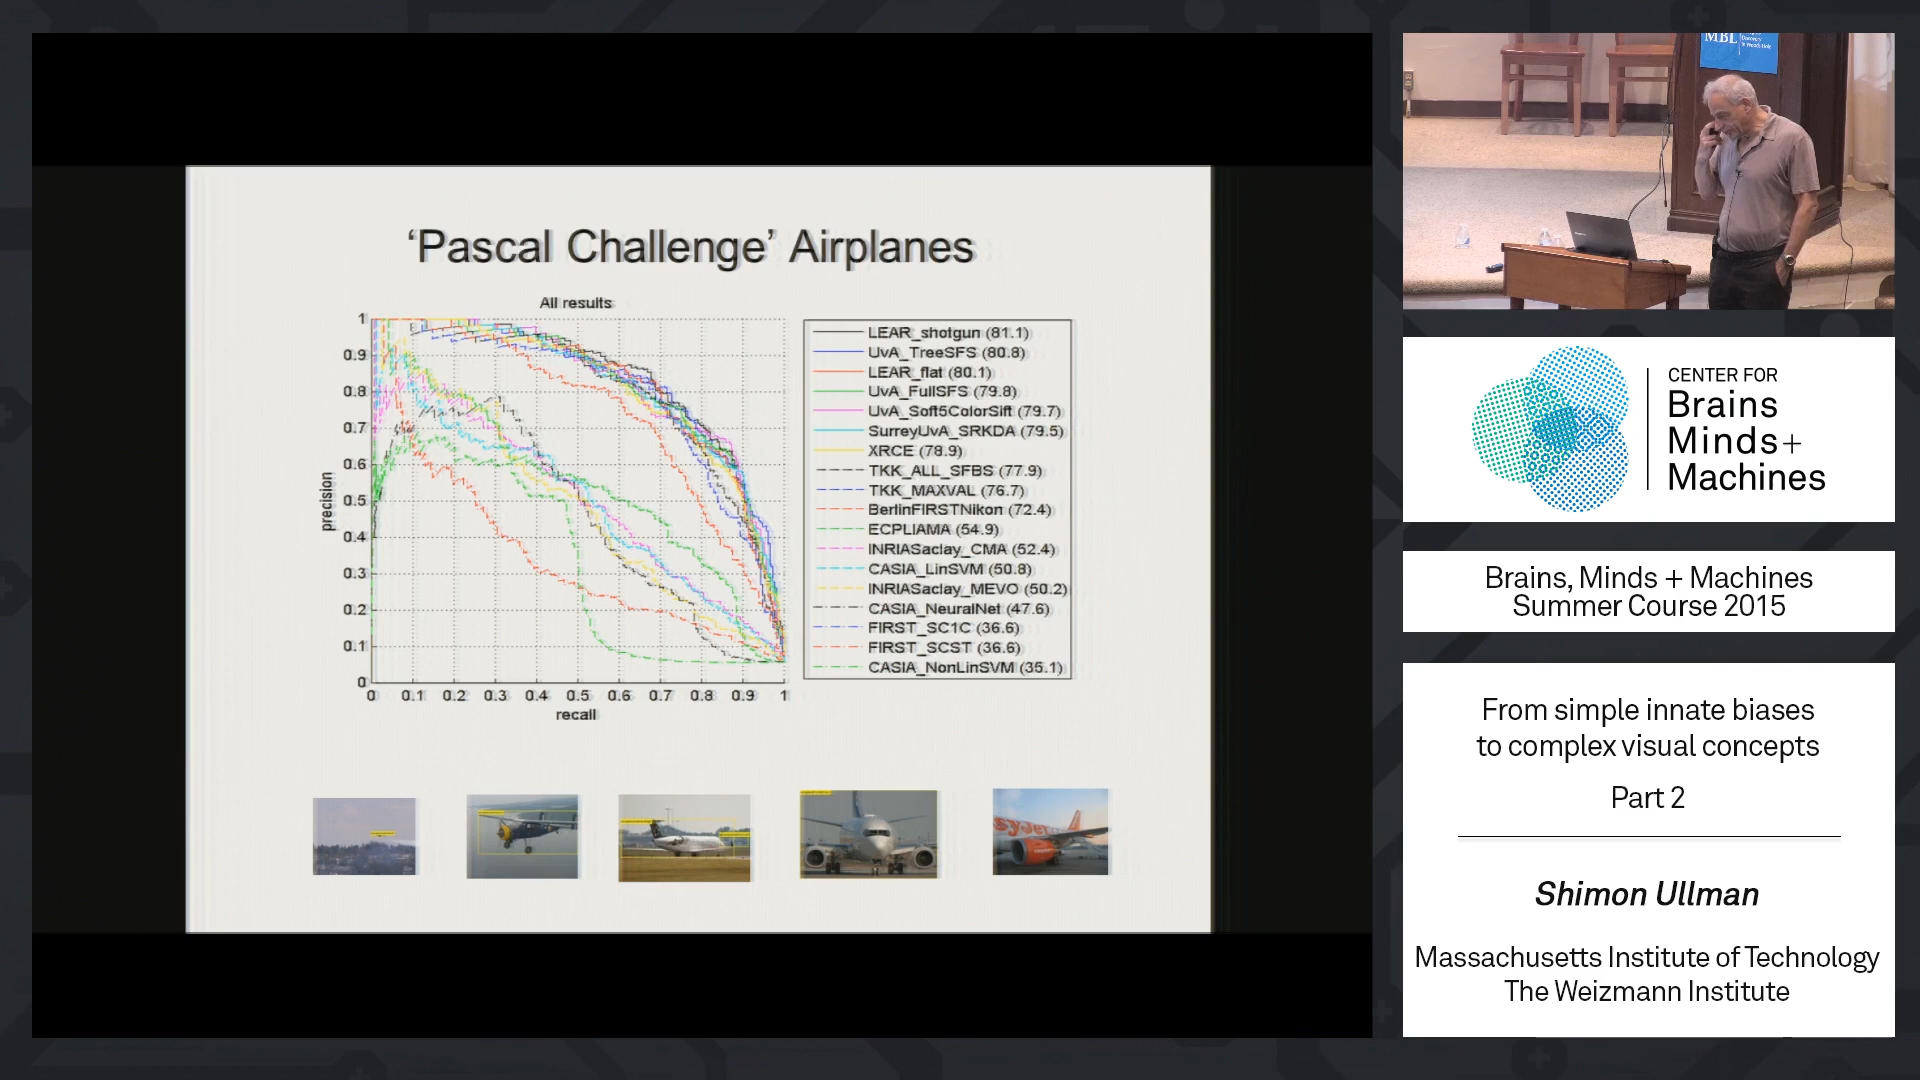 ‘Pascal Challenge’ Airplanes
All results
precision
1
0.9
0.8
0.7
0.6
0.5
0.4
0.3
0.2
0.1
0
0 0.1 0.2 0.3 0.4 0.5 0.6 0.7 0.8 0.9 1
recall
LEAR_shotgun (81.1)
UvA_TreeSFS (80.8)
LEAR_flat (80.1)
UvA_FullSFS (79.8)
UvA_Soft5ColorSift (79.7)
SurreyUvA_SRKDA (79.5)
XRCE (78.9)
TKK_ALL_SFBS (77.9)
TKK_MAXVAL (76.7)
BerlinFIRSTNikon (72.4)
ECPLIAMA (54.9)
INRIASaclay_CMA (52.4)
CASIA_LinSVM (50.8)
INRIASaclay_MEVO (50.2)
CASIA_NeuralNet (47.6)
FIRST_SC1C (36.6)
FIRST_SCST (36.6)
CASIA_NonLinSVM (35.1)
syJet
MBL
CENTER FOR
Brains
Minds+
Machines
Brains, Minds + Machines
Summer Course 2015
From simple innate biases
to complex visual concepts
Part 2
Shimon Ullman
Massachusetts Institute of Technology
The Weizmann Institute